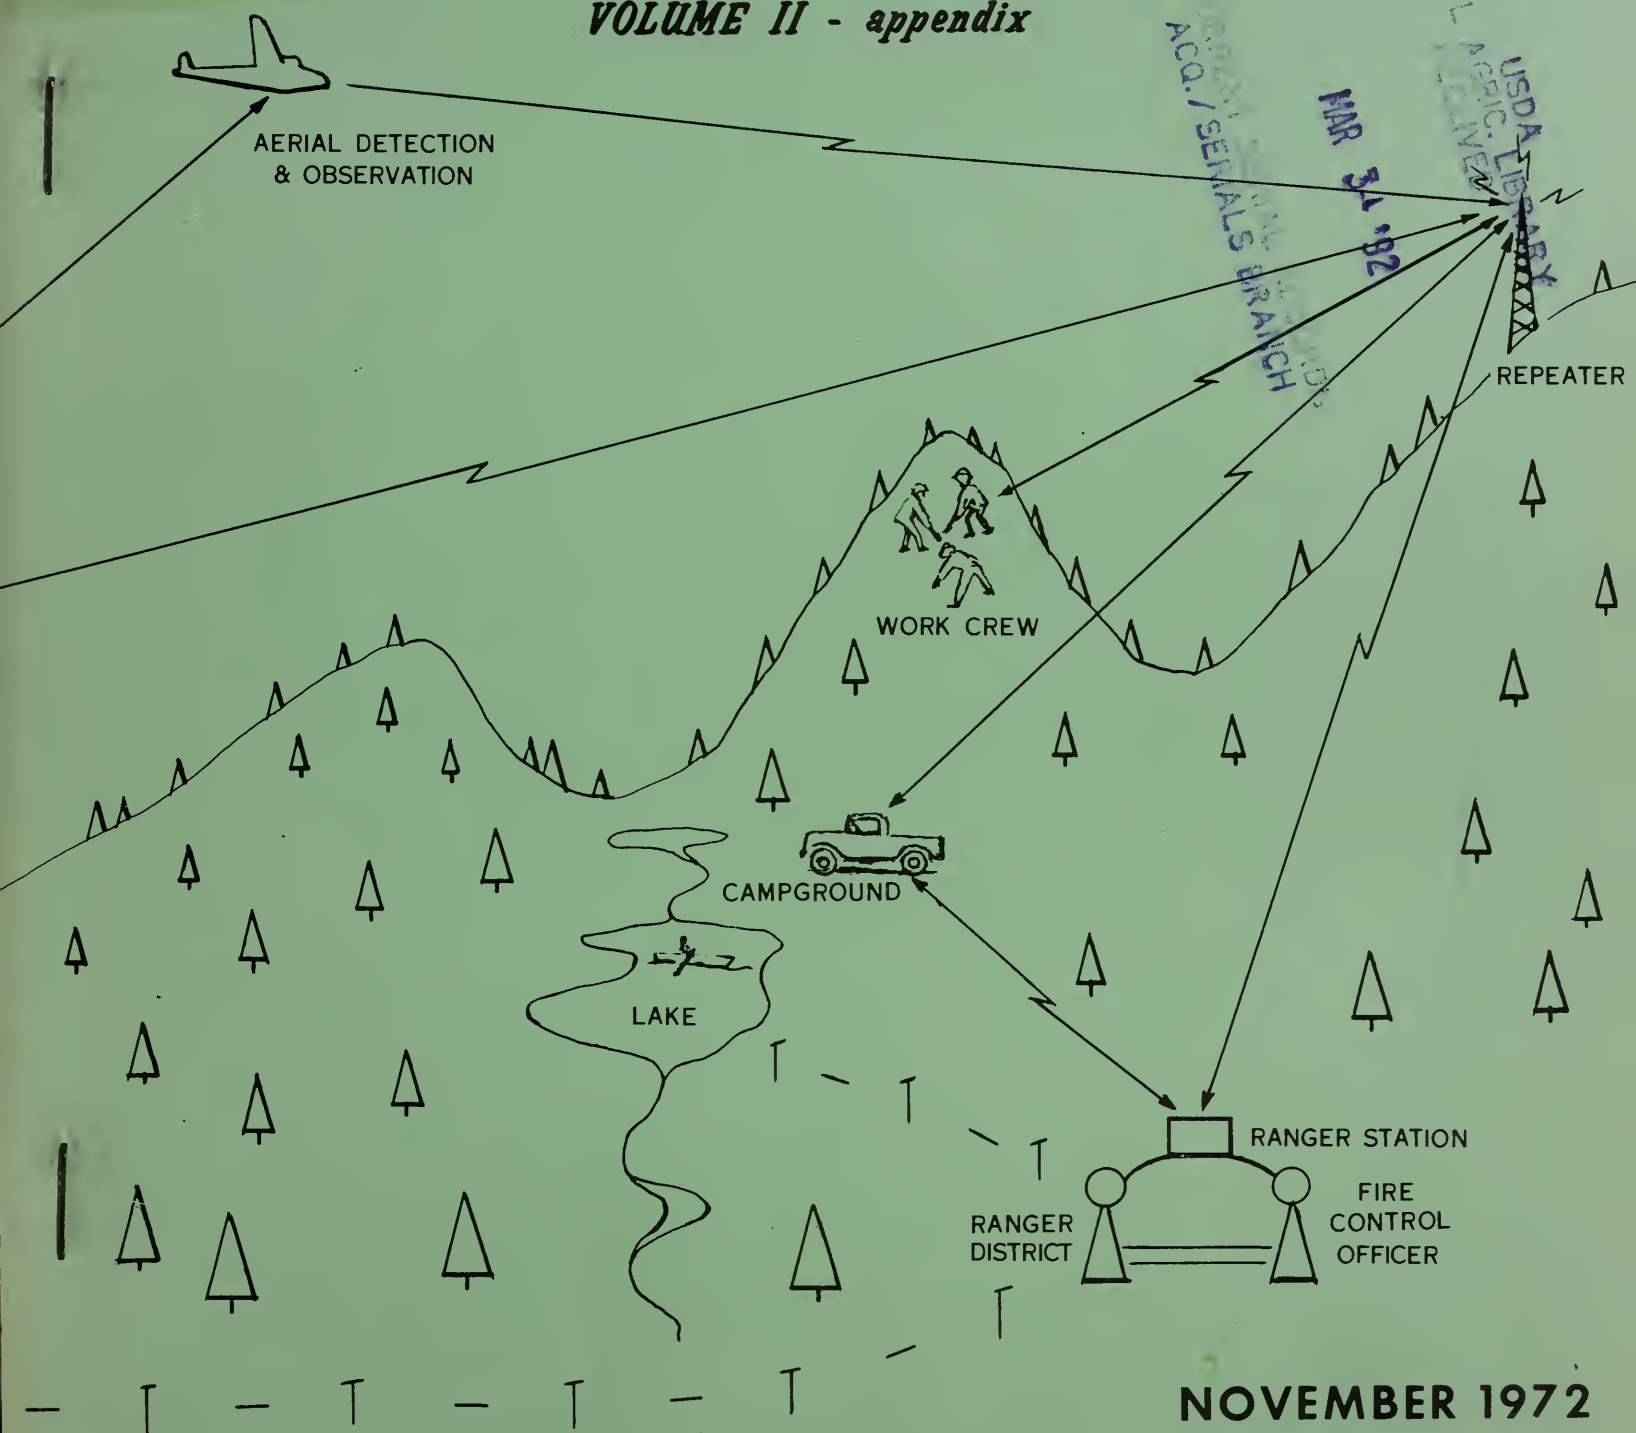 VOLUME II - appendix
AERIAL DETECTION
& OBSERVATION
USDA
AGRIC. LIBRARY
MAR 31 '92
ACQ./SERIALS BRANCH
REPEATER
WORK CREW
CAMPGROUND
LAKE
RANGER STATION
RANGER
DISTRICT
FIRE
CONTROL
OFFICER
NOVEMBER 1972